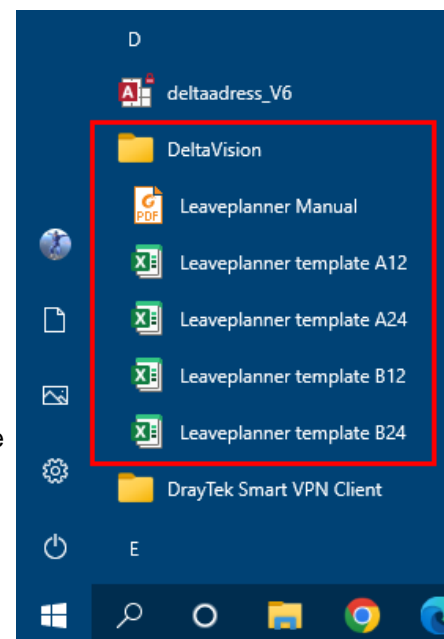 D
deltaadress_V6
DeltaVision
PDF
Leaveplanner Manual
Leaveplanner template A12
Leaveplanner template A24
Leaveplanner template B12
e
Leaveplanner template B24
DrayTek Smart VPN Client
E